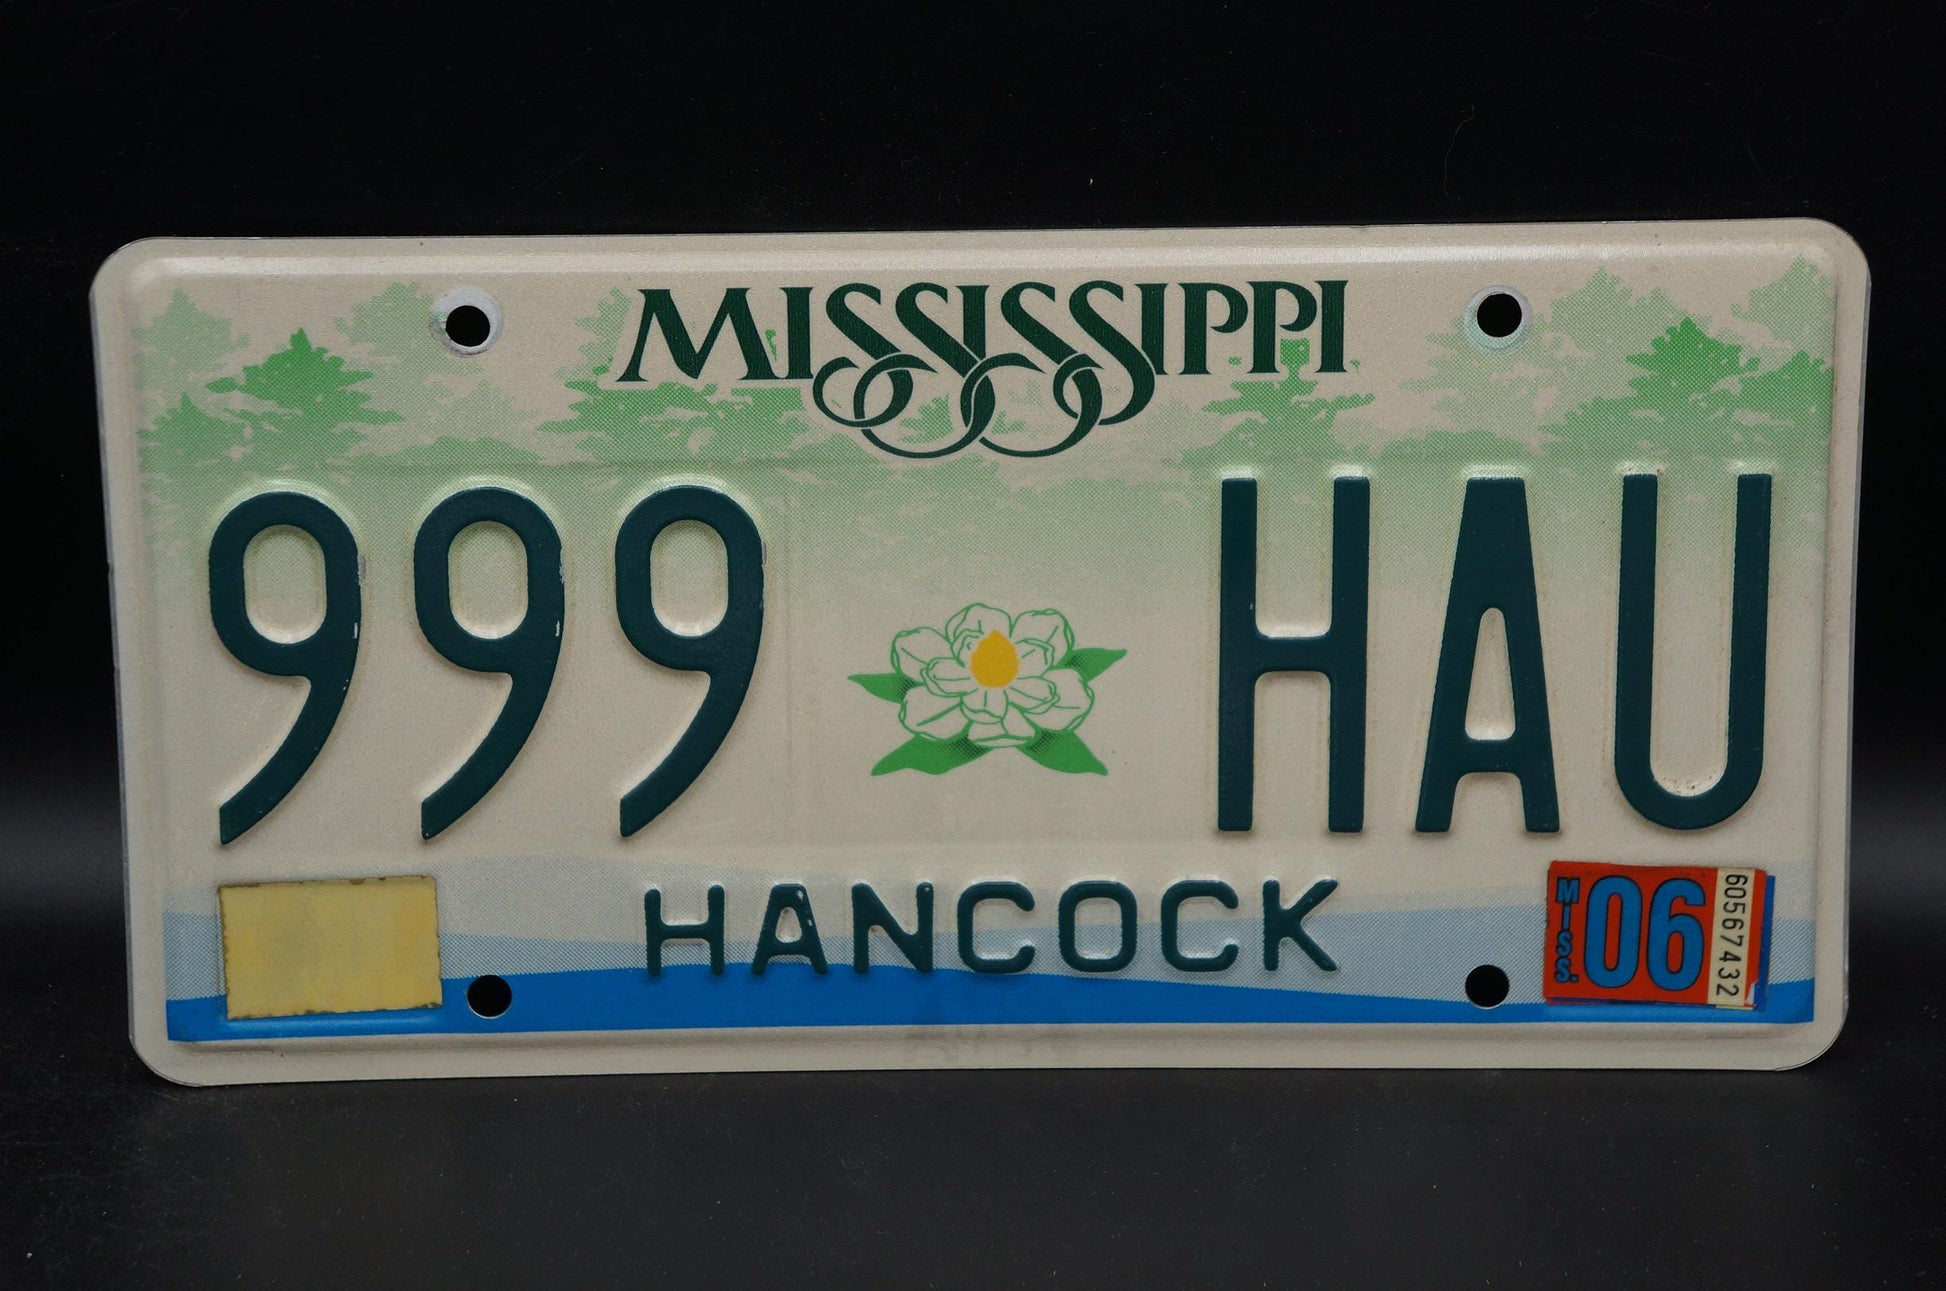 MISSISSIPPI
999 HAU
HANCOCK
MISS.
06
60567432